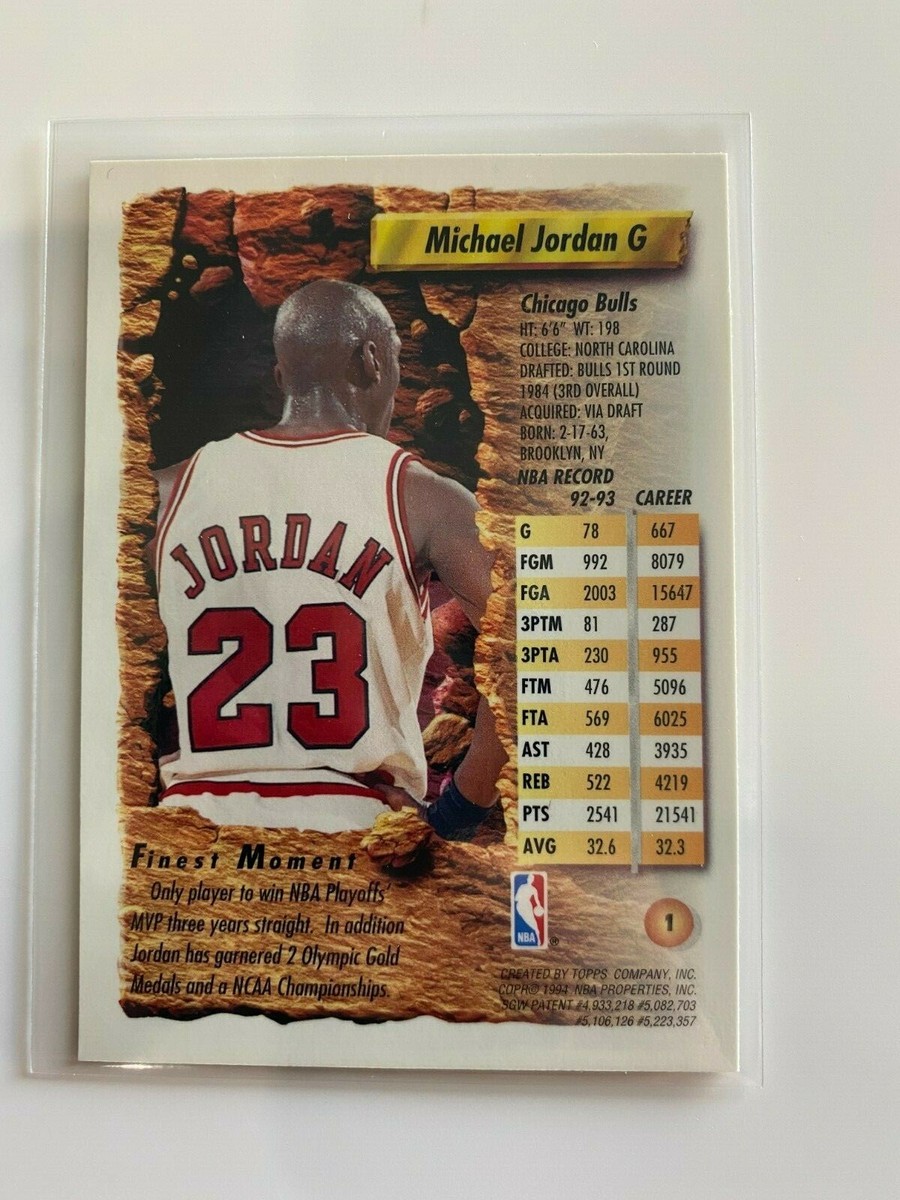 Michael Jordan G
Chicago Bulls
HT: 6'6" WT: 198
COLLEGE: NORTH CAROLINA
DRAFTED: BULLS 1ST ROUND
1984 (3RD OVERALL)
ACQUIRED: VIA DRAFT
BORN: 2-17-63,
BROOKLYN, NY
NBA RECORD
92-93 CAREER
G 78 667
FGM 992 8079
FGA 2003 15647
3PTM 81 287
3PTA 230 955
FTM 476 5096
FTA 569 6025
AST 428 3935
REB 522 4219
PTS 2541 21541
AVG 32.6 32.3
JORDAN
23
Finest Moment
Only player to win NBA Playoffs'
MVP three years straight. In addition
Jordan has garnered 2 Olympic Gold
Medals and a NCAA Championships.
NBA ®
1
CREATED BY TOPPS COMPANY, INC.
COPR© 1994 NBA PROPERTIES, INC.
SGW PATENT #4,933,218 #5,082,703
#5,106,126 #5,223,357